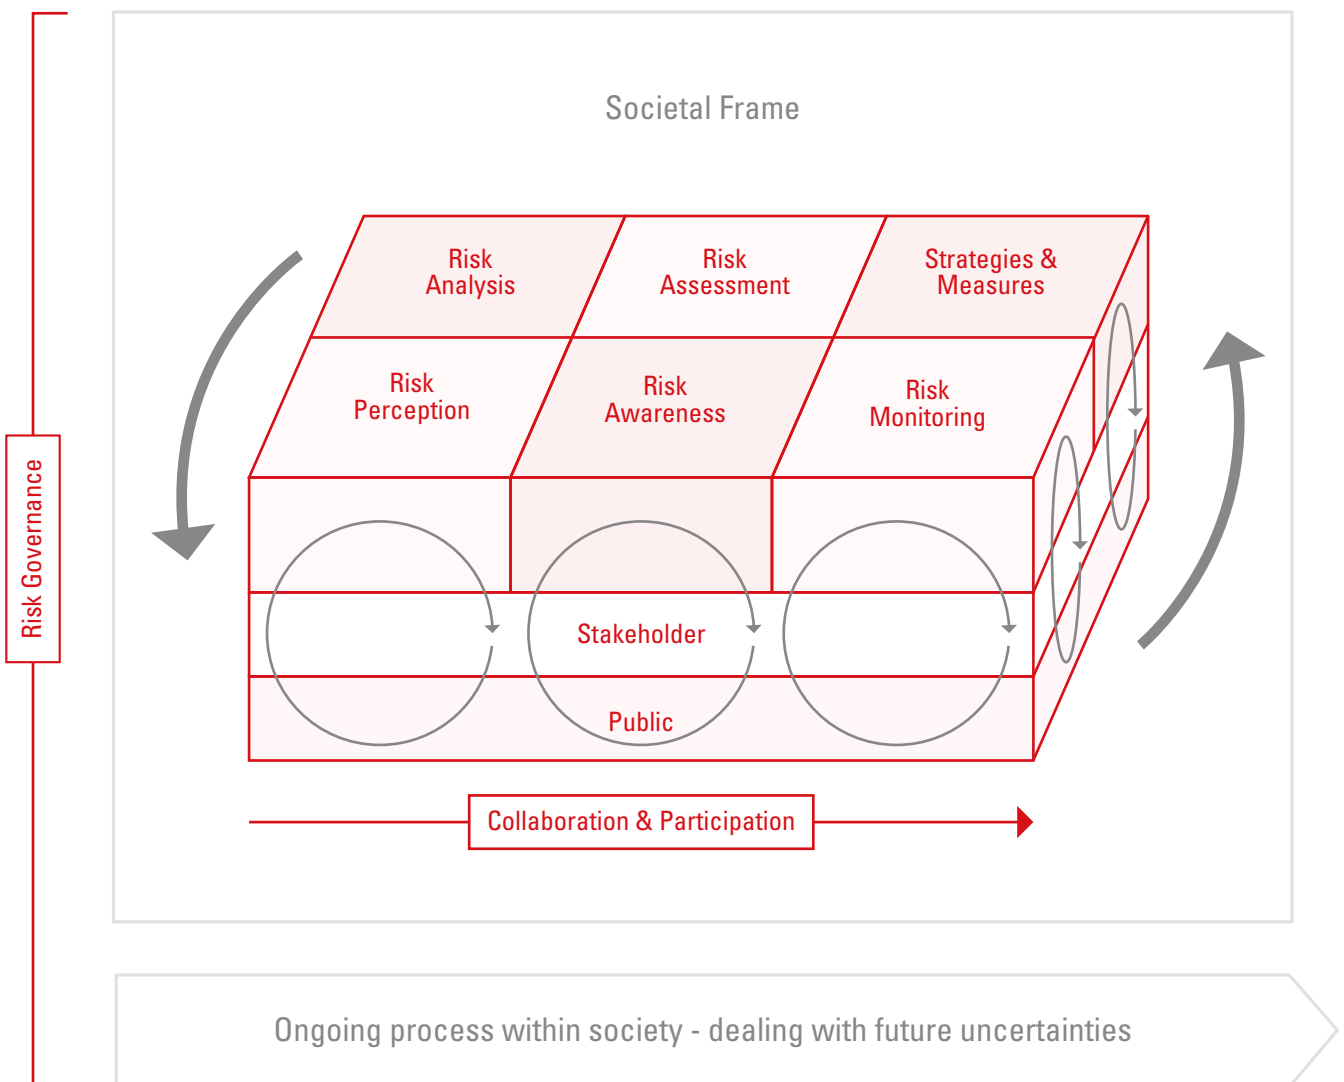 Societal Frame
Risk
Analysis
Risk
Assessment
Strategies &
Measures
Risk
Perception
Risk
Awareness
Risk
Monitoring
Risk Governance
Stakeholder
Public
Collaboration & Participation
Ongoing process within society - dealing with future uncertainties